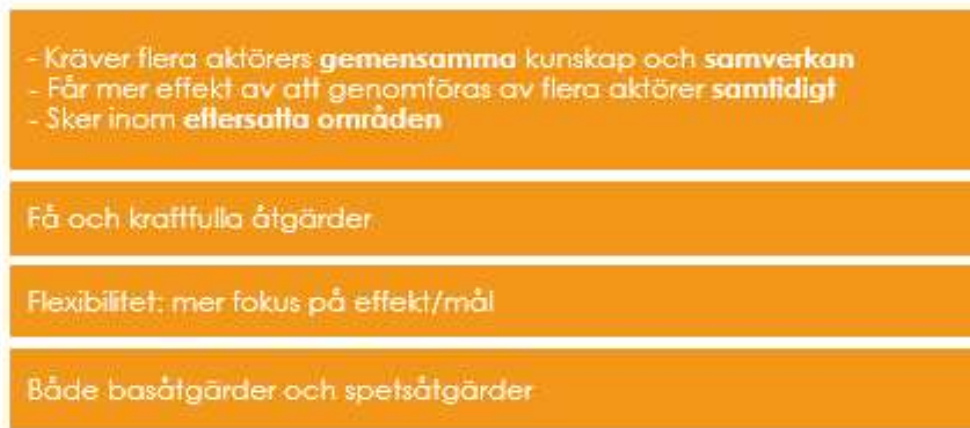 - Kräver flera aktörers gemensamma kunskap och samverkan
- Får mer effekt av att genomföras av flera aktörer samtidigt
- Sker inom eftersatta områden
Få och kraftfulla åtgärder
Flexibilitet: mer fokus på effekt/mål
Både basåtgärder och spetsåtgärder